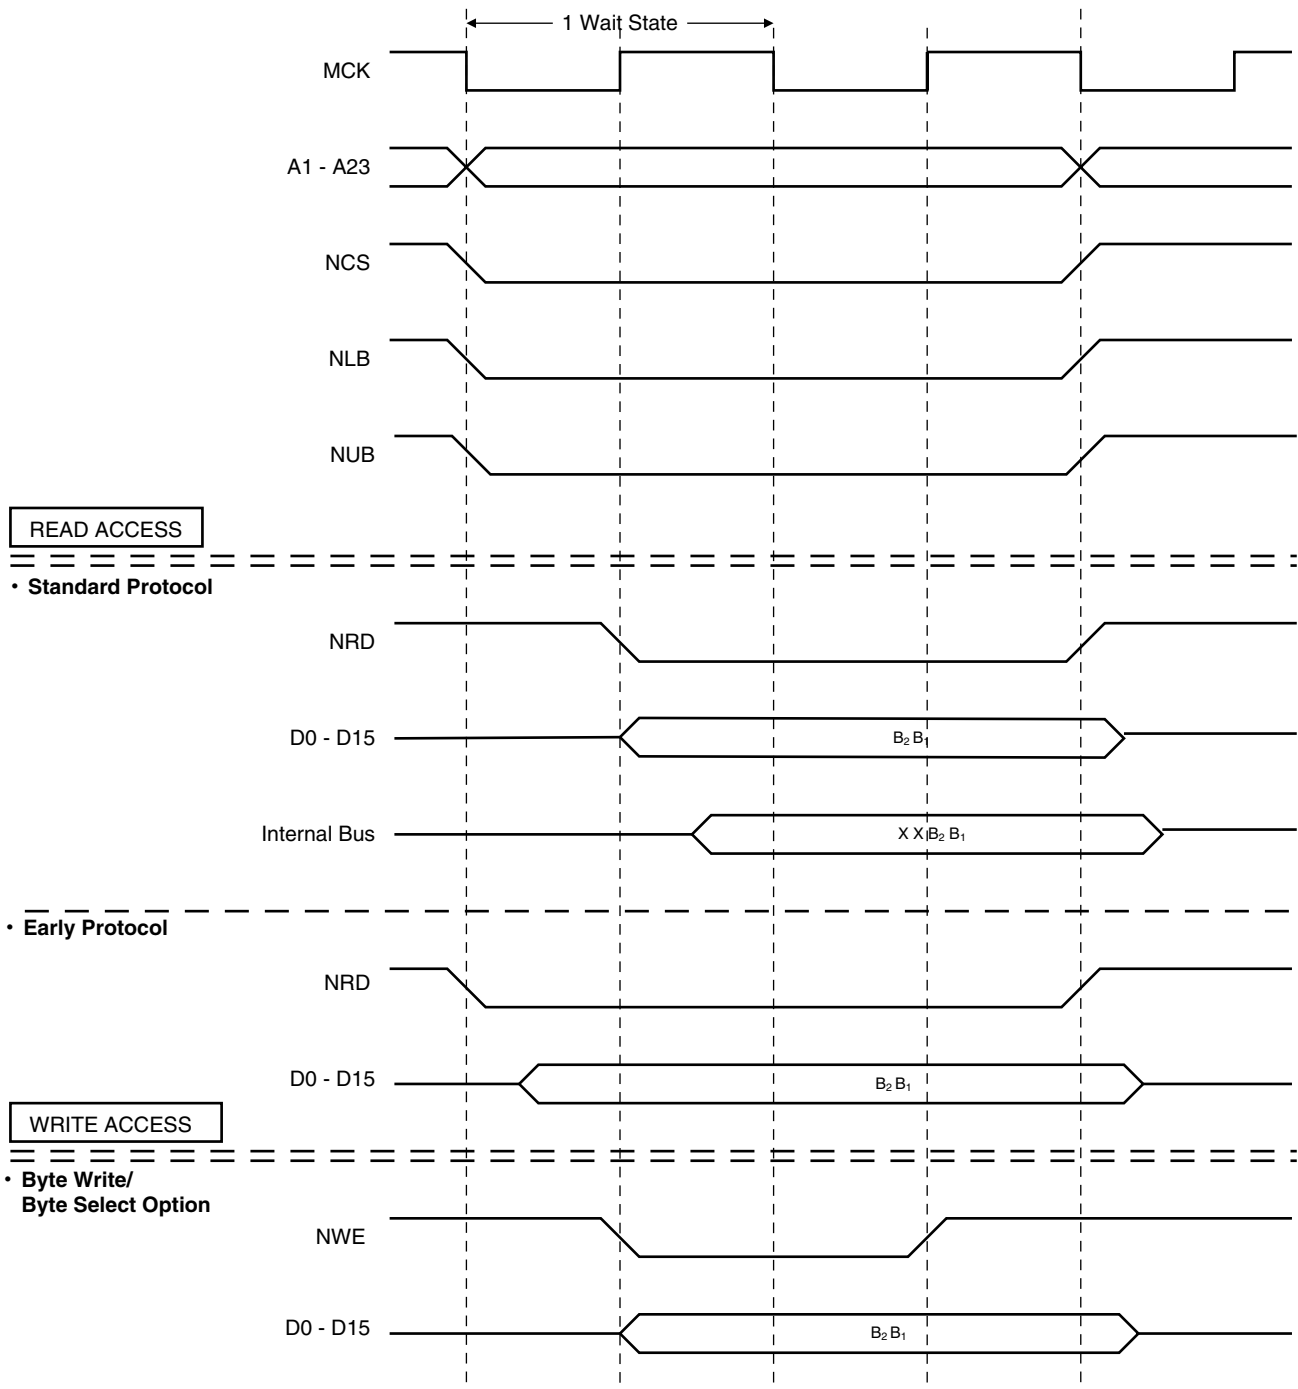 1 Wait State
MCK
A1 - A23
NCS
NLB
NUB
READ ACCESS
• Standard Protocol
NRD
D0 - D15
B₂ B₁
Internal Bus
X X B₂ B₁
• Early Protocol
NRD
D0 - D15
B₂ B₁
WRITE ACCESS
• Byte Write/
Byte Select Option
NWE
D0 - D15
B₂ B₁